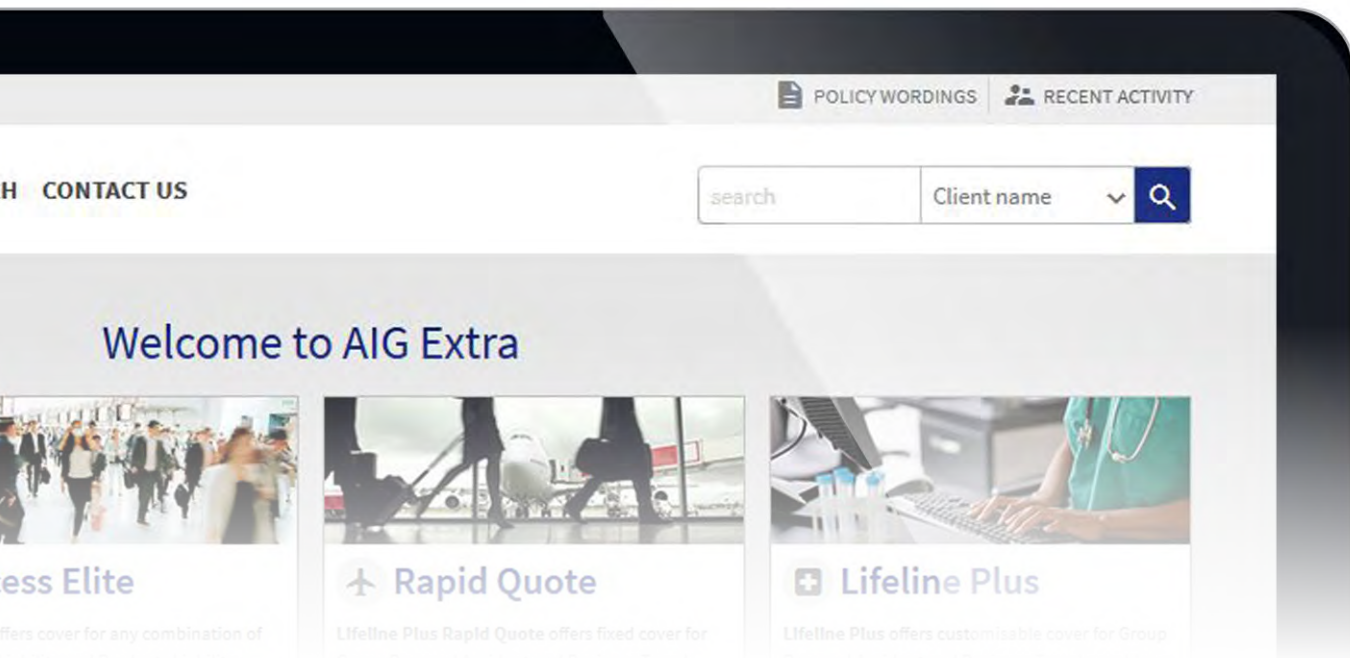 POLICY WORDINGS RECENT ACTIVITY
H CONTACT US
search Client name
Welcome to AIG Extra
ess Elite
Rapid Quote
Lifeline Plus
ffers cover for any combination of
Lifeline Plus Rapid Quote offers fixed cover for
Lifeline Plus offers customisable cover for Group